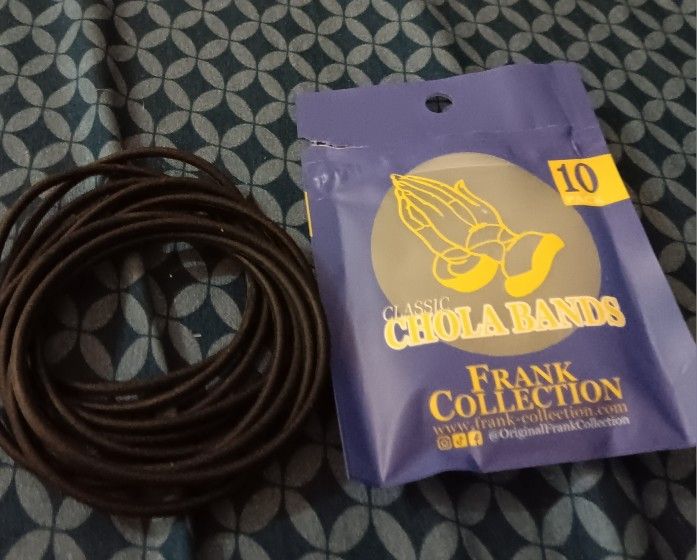 10
CLASSIC
CHOLA BANDS
FRANK
COLLECTION
www.frank-collection.com
@OriginalFrankCollection